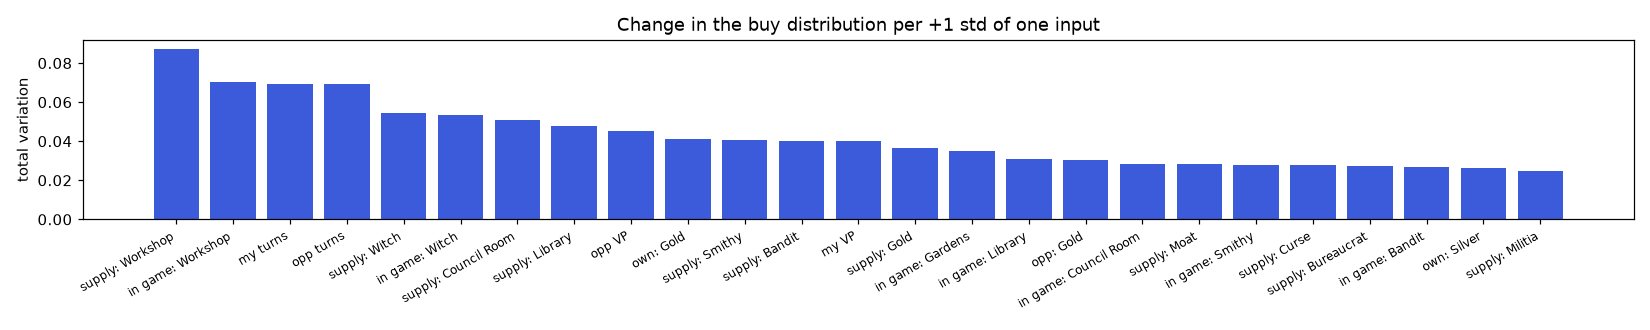 Change in the buy distribution per +1 std of one input
total variation
0.08
0.06
0.04
0.02
0.00
supply: Workshop
in game: Workshop
my turns
opp turns
supply: Witch
in game: Witch
supply: Council Room
supply: Library
opp VP
own: Gold
supply: Smithy
supply: Bandit
my VP
supply: Gold
in game: Gardens
in game: Library
opp: Gold
in game: Council Room
supply: Moat
in game: Smithy
supply: Curse
supply: Bureaucrat
in game: Bandit
own: Silver
supply: Militia